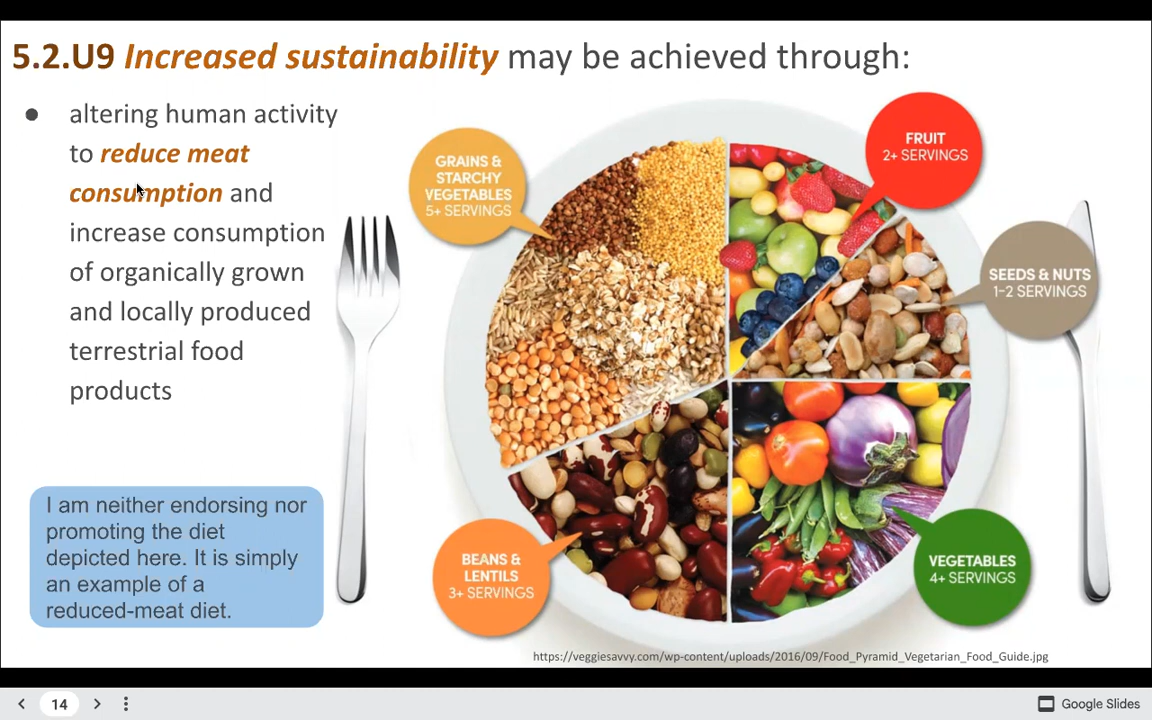 5.2.U9 Increased sustainability may be achieved through:
● altering human activity
to reduce meat
consumption and
increase consumption
of organically grown
and locally produced
terrestrial food
products
I am neither endorsing nor
promoting the diet
depicted here. It is simply
an example of a
reduced-meat diet.
GRAINS &
STARCHY
VEGETABLES
5+ SERVINGS
FRUIT
2+ SERVINGS
SEEDS & NUTS
1-2 SERVINGS
BEANS &
LENTILS
3+ SERVINGS
VEGETABLES
4+ SERVINGS
https://veggiesavvy.com/wp-content/uploads/2016/09/Food_Pyramid_Vegetarian_Food_Guide.jpg
14
Google Slides